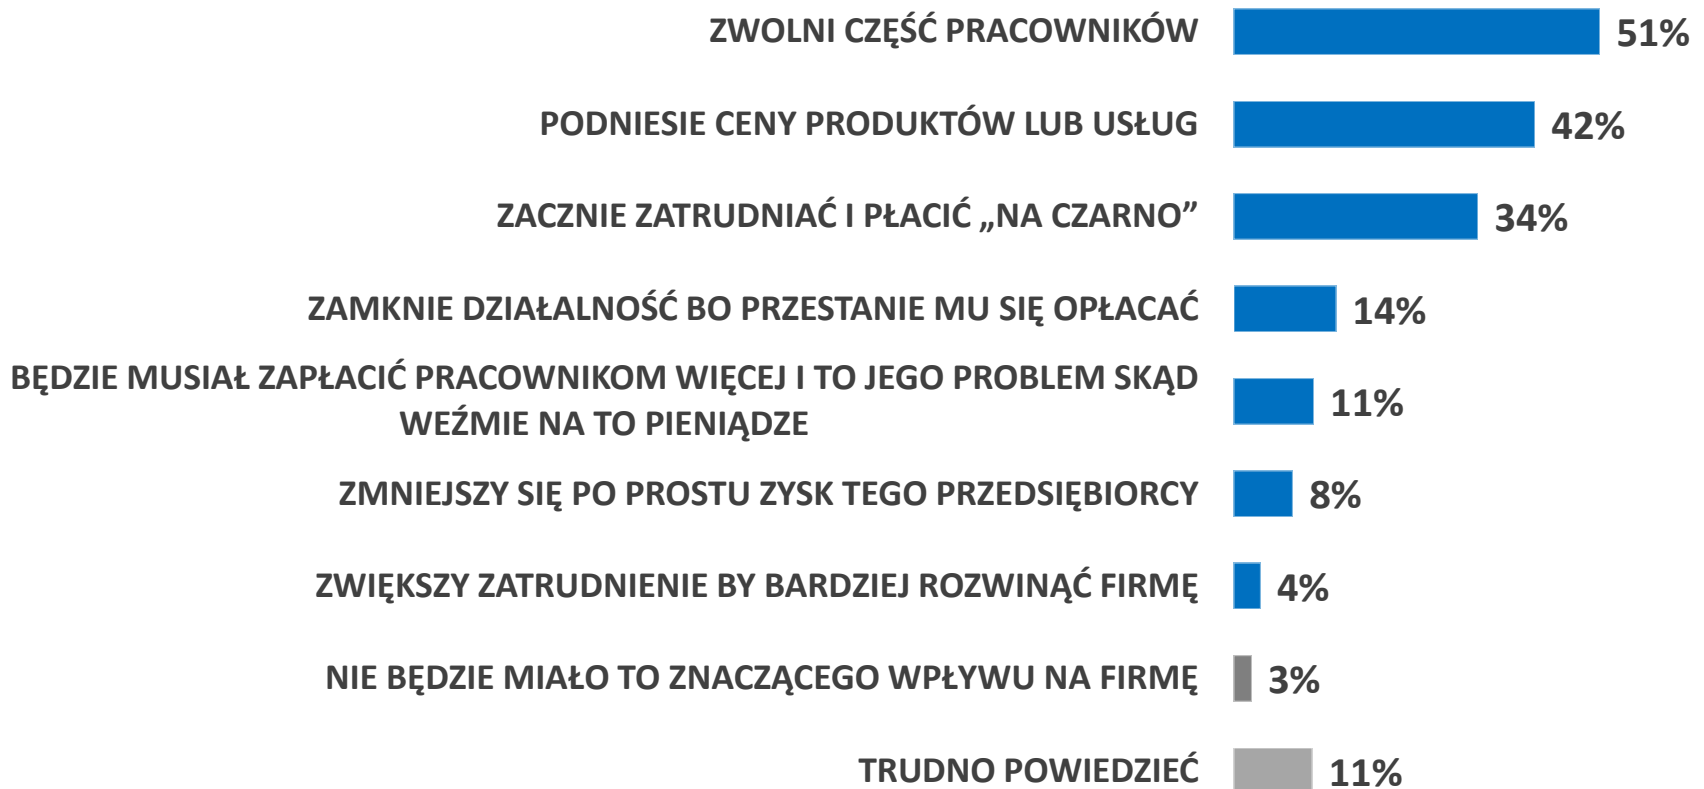 ZWOLNI CZĘŚĆ PRACOWNIKÓW 51%
PODNIESIE CENY PRODUKTÓW LUB USŁUG 42%
ZACZNIE ZATRUDNIAĆ I PŁACIĆ „NA CZARNO” 34%
ZAMKNIE DZIAŁALNOŚĆ BO PRZESTANIE MU SIĘ OPŁACAĆ 14%
BĘDZIE MUSIAŁ ZAPŁACIĆ PRACOWNIKOM WIĘCEJ I TO JEGO PROBLEM SKĄD
WEŹMIE NA TO PIENIĄDZE 11%
ZMNIEJSZY SIĘ PO PROSTU ZYSK TEGO PRZEDSIĘBIORCY 8%
ZWIĘKSZY ZATRUDNIENIE BY BARDZIEJ ROZWINĄĆ FIRMĘ 4%
NIE BĘDZIE MIAŁO TO ZNACZĄCEGO WPŁYWU NA FIRMĘ 3%
TRUDNO POWIEDZIEĆ 11%